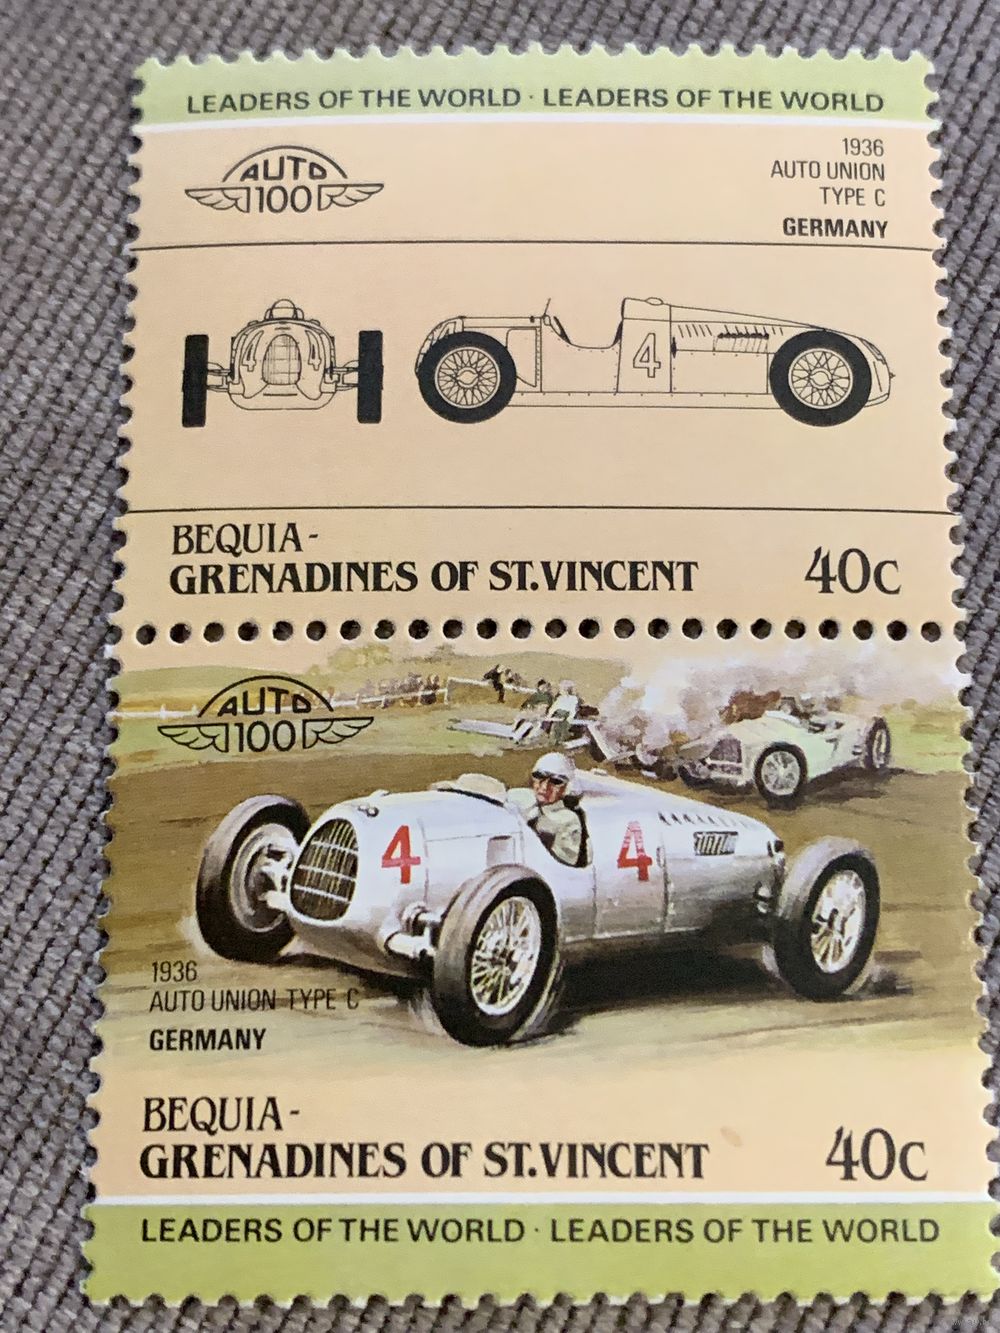 LEADERS OF THE WORLD · LEADERS OF THE WORLD
AUTO
100
1936
AUTO UNION
TYPE C
GERMANY
4
4
4
BEQUIA-
GRENADINES OF ST.VINCENT
40c
AUTO
100
4
4
1936
AUTO UNION TYPE C
GERMANY
BEQUIA-
GRENADINES OF ST.VINCENT
40c
LEADERS OF THE WORLD · LEADERS OF THE WORLD